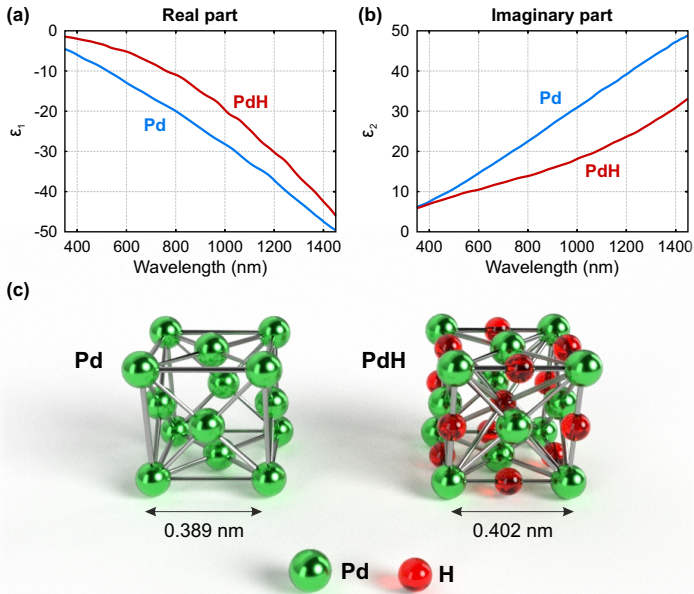 (a) Real part
0
-10
-20
-30
-40
-50
ε1
PdH
Pd
400 600 800 1000 1200 1400
Wavelength (nm)
(b) Imaginary part
50
40
30
20
10
0
ε2
Pd
PdH
400 600 800 1000 1200 1400
Wavelength (nm)
(c)
Pd
0.389 nm
PdH
0.402 nm
Pd H